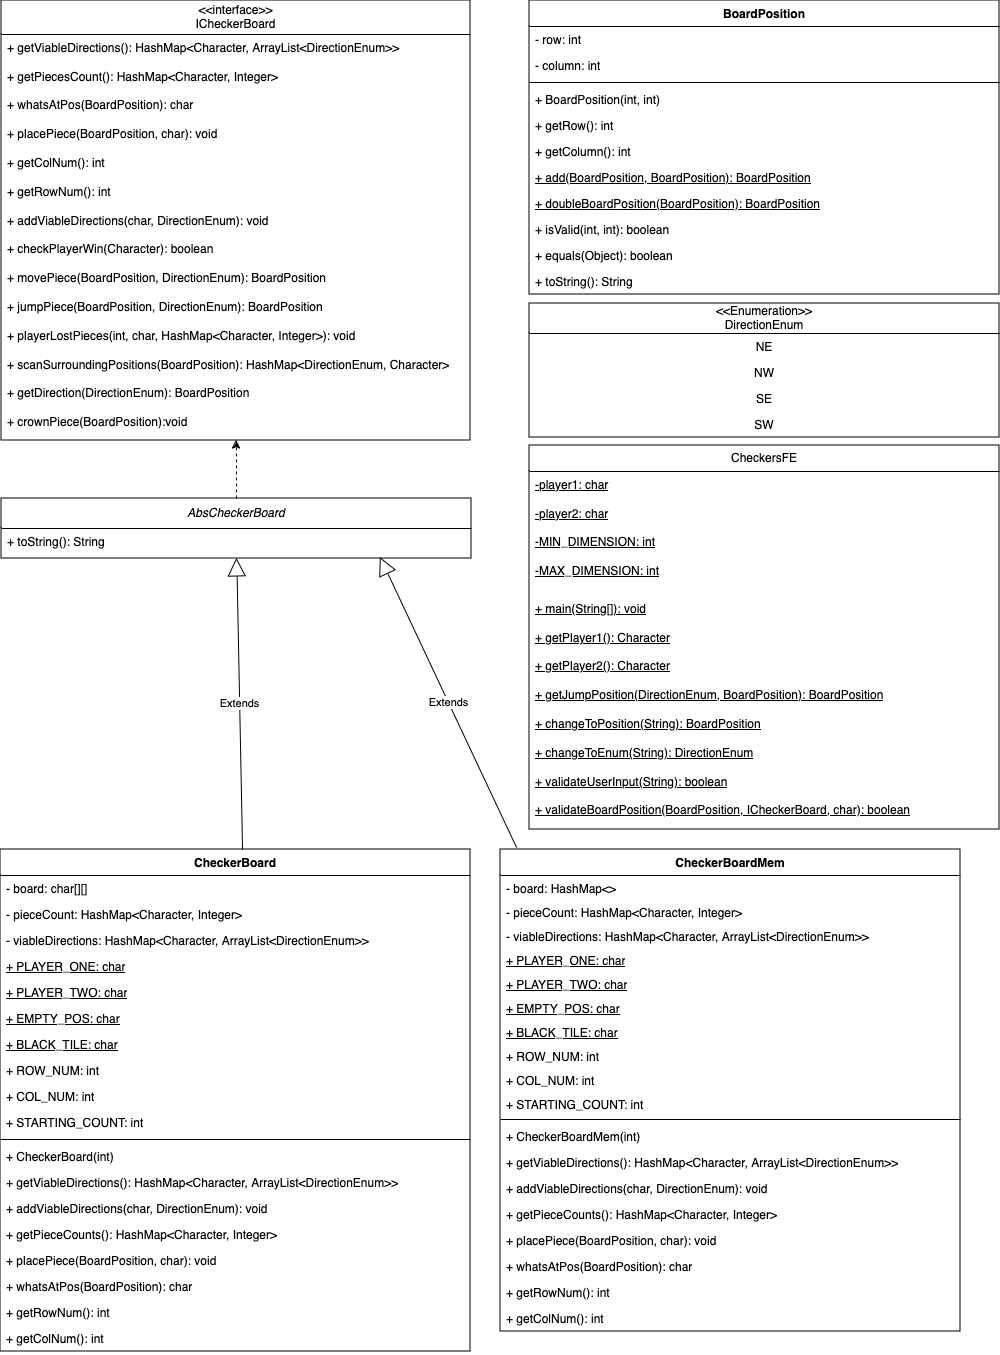 <<interface>>
ICheckerBoard
+ getViableDirections(): HashMap<Character, ArrayList<DirectionEnum>>
+ getPiecesCount(): HashMap<Character, Integer>
+ whatsAtPos(BoardPosition): char
+ placePiece(BoardPosition, char): void
+ getColNum(): int
+ getRowNum(): int
+ addViableDirections(char, DirectionEnum): void
+ checkPlayerWin(Character): boolean
+ movePiece(BoardPosition, DirectionEnum): BoardPosition
+ jumpPiece(BoardPosition, DirectionEnum): BoardPosition
+ playerLostPieces(int, char, HashMap<Character, Integer>): void
+ scanSurroundingPositions(BoardPosition): HashMap<DirectionEnum, Character>
+ getDirection(DirectionEnum): BoardPosition
+ crownPiece(BoardPosition):void
AbsCheckerBoard
+ toString(): String
Extends
Extends
BoardPosition
- row: int
- column: int
+ BoardPosition(int, int)
+ getRow(): int
+ getColumn(): int
+ add(BoardPosition, BoardPosition): BoardPosition
+ doubleBoardPosition(BoardPosition): BoardPosition
+ isValid(int, int): boolean
+ equals(Object): boolean
+ toString(): String
<<Enumeration>>
DirectionEnum
NE
NW
SE
SW
CheckersFE
-player1: char
-player2: char
-MIN_DIMENSION: int
-MAX_DIMENSION: int
+ main(String[]): void
+ getPlayer1(): Character
+ getPlayer2(): Character
+ getJumpPosition(DirectionEnum, BoardPosition): BoardPosition
+ changeToPosition(String): BoardPosition
+ changeToEnum(String): DirectionEnum
+ validateUserInput(String): boolean
+ validateBoardPosition(BoardPosition, ICheckerBoard, char): boolean
CheckerBoard
- board: char[][]
- pieceCount: HashMap<Character, Integer>
- viableDirections: HashMap<Character, ArrayList<DirectionEnum>>
+ PLAYER_ONE: char
+ PLAYER_TWO: char
+ EMPTY_POS: char
+ BLACK_TILE: char
+ ROW_NUM: int
+ COL_NUM: int
+ STARTING_COUNT: int
+ CheckerBoard(int)
+ getViableDirections(): HashMap<Character, ArrayList<DirectionEnum>>
+ addViableDirections(char, DirectionEnum): void
+ getPieceCounts(): HashMap<Character, Integer>
+ placePiece(BoardPosition, char): void
+ whatsAtPos(BoardPosition): char
+ getRowNum(): int
+ getColNum(): int
CheckerBoardMem
- board: HashMap<>
- pieceCount: HashMap<Character, Integer>
- viableDirections: HashMap<Character, ArrayList<DirectionEnum>>
+ PLAYER_ONE: char
+ PLAYER_TWO: char
+ EMPTY_POS: char
+ BLACK_TILE: char
+ ROW_NUM: int
+ COL_NUM: int
+ STARTING_COUNT: int
+ CheckerBoardMem(int)
+ getViableDirections(): HashMap<Character, ArrayList<DirectionEnum>>
+ addViableDirections(char, DirectionEnum): void
+ getPieceCounts(): HashMap<Character, Integer>
+ placePiece(BoardPosition, char): void
+ whatsAtPos(BoardPosition): char
+ getRowNum(): int
+ getColNum(): int